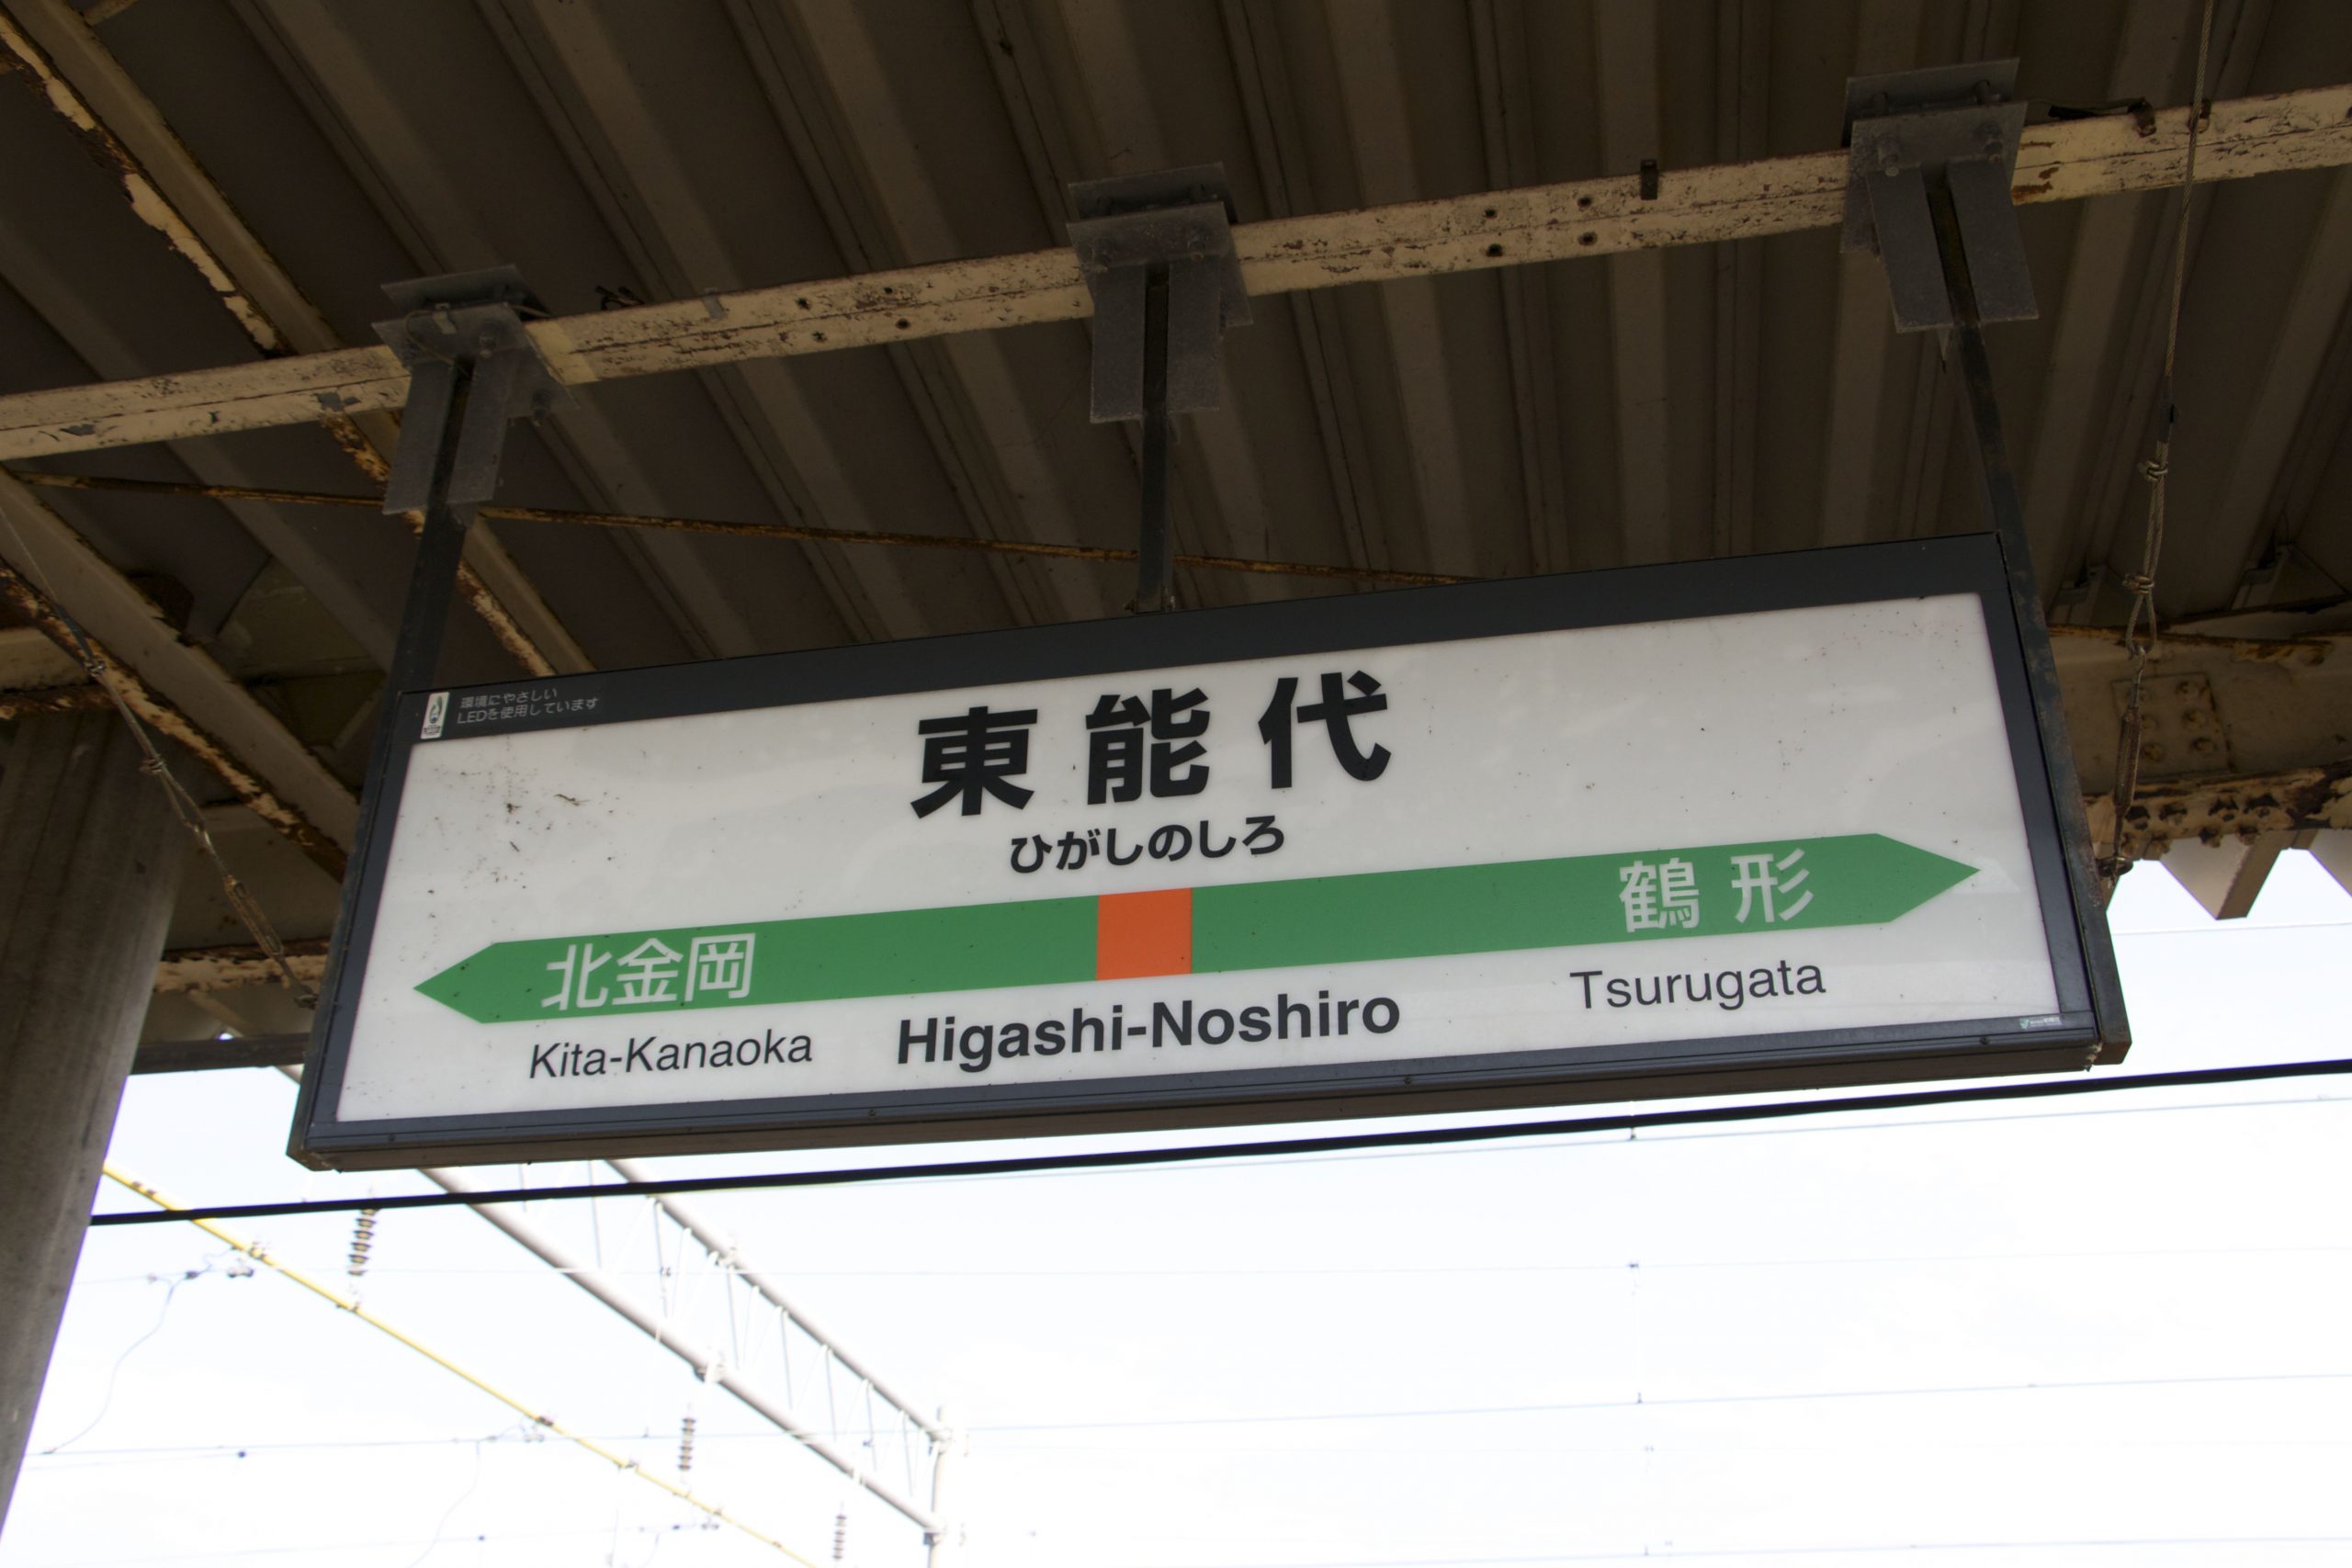 環境にやさしい
LEDを使用しています
東能代
ひがしのしろ
北金岡
鶴形
Kita-Kanaoka
Higashi-Noshiro
Tsurugata